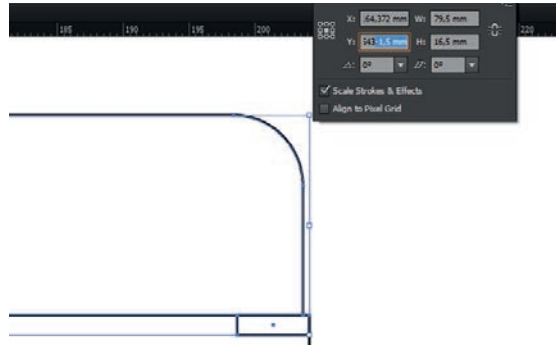 185 190 195 200 220
X: 64,372 mm W: 79,5 mm
Y: 543-1,5 mm H: 16,5 mm
0° 0°
Scale Strokes & Effects
Align to Pixel Grid